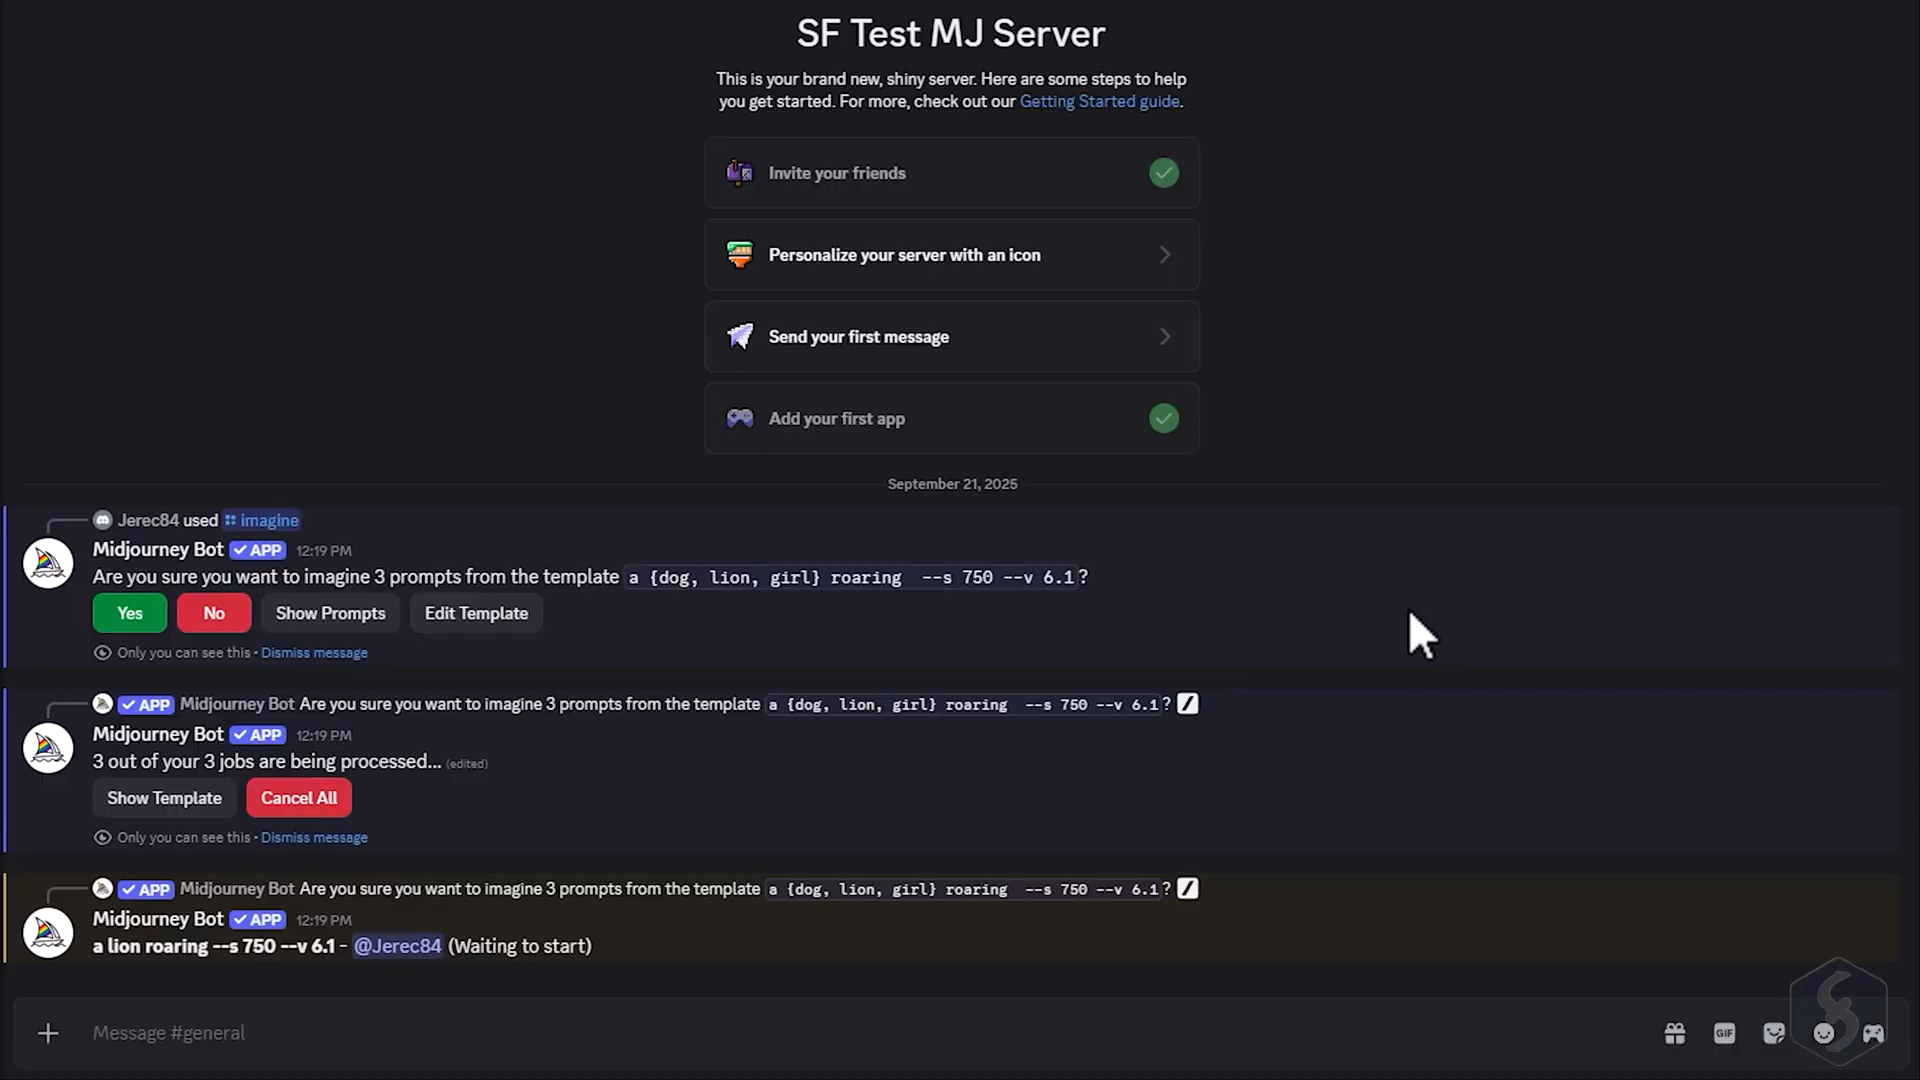 SF Test MJ Server
This is your brand new, shiny server. Here are some steps to help
you get started. For more, check out our Getting Started guide.
Invite your friends
Personalize your server with an icon
Send your first message
Add your first app
September 21, 2025
Jerec84 used imagine
Midjourney Bot APP 12:19 PM
Are you sure you want to imagine 3 prompts from the template a {dog, lion, girl} roaring --s 750 --v 6.1?
Yes No Show Prompts Edit Template
Only you can see this • Dismiss message
APP Midjourney Bot Are you sure you want to imagine 3 prompts from the template a {dog, lion, girl} roaring --s 750 --v 6.1?
Midjourney Bot APP 12:19 PM
3 out of your 3 jobs are being processed... (edited)
Show Template Cancel All
Only you can see this • Dismiss message
APP Midjourney Bot Are you sure you want to imagine 3 prompts from the template a {dog, lion, girl} roaring --s 750 --v 6.1?
Midjourney Bot APP 12:19 PM
a lion roaring --s 750 --v 6.1 - @Jerec84 (Waiting to start)
Message #general
GIF